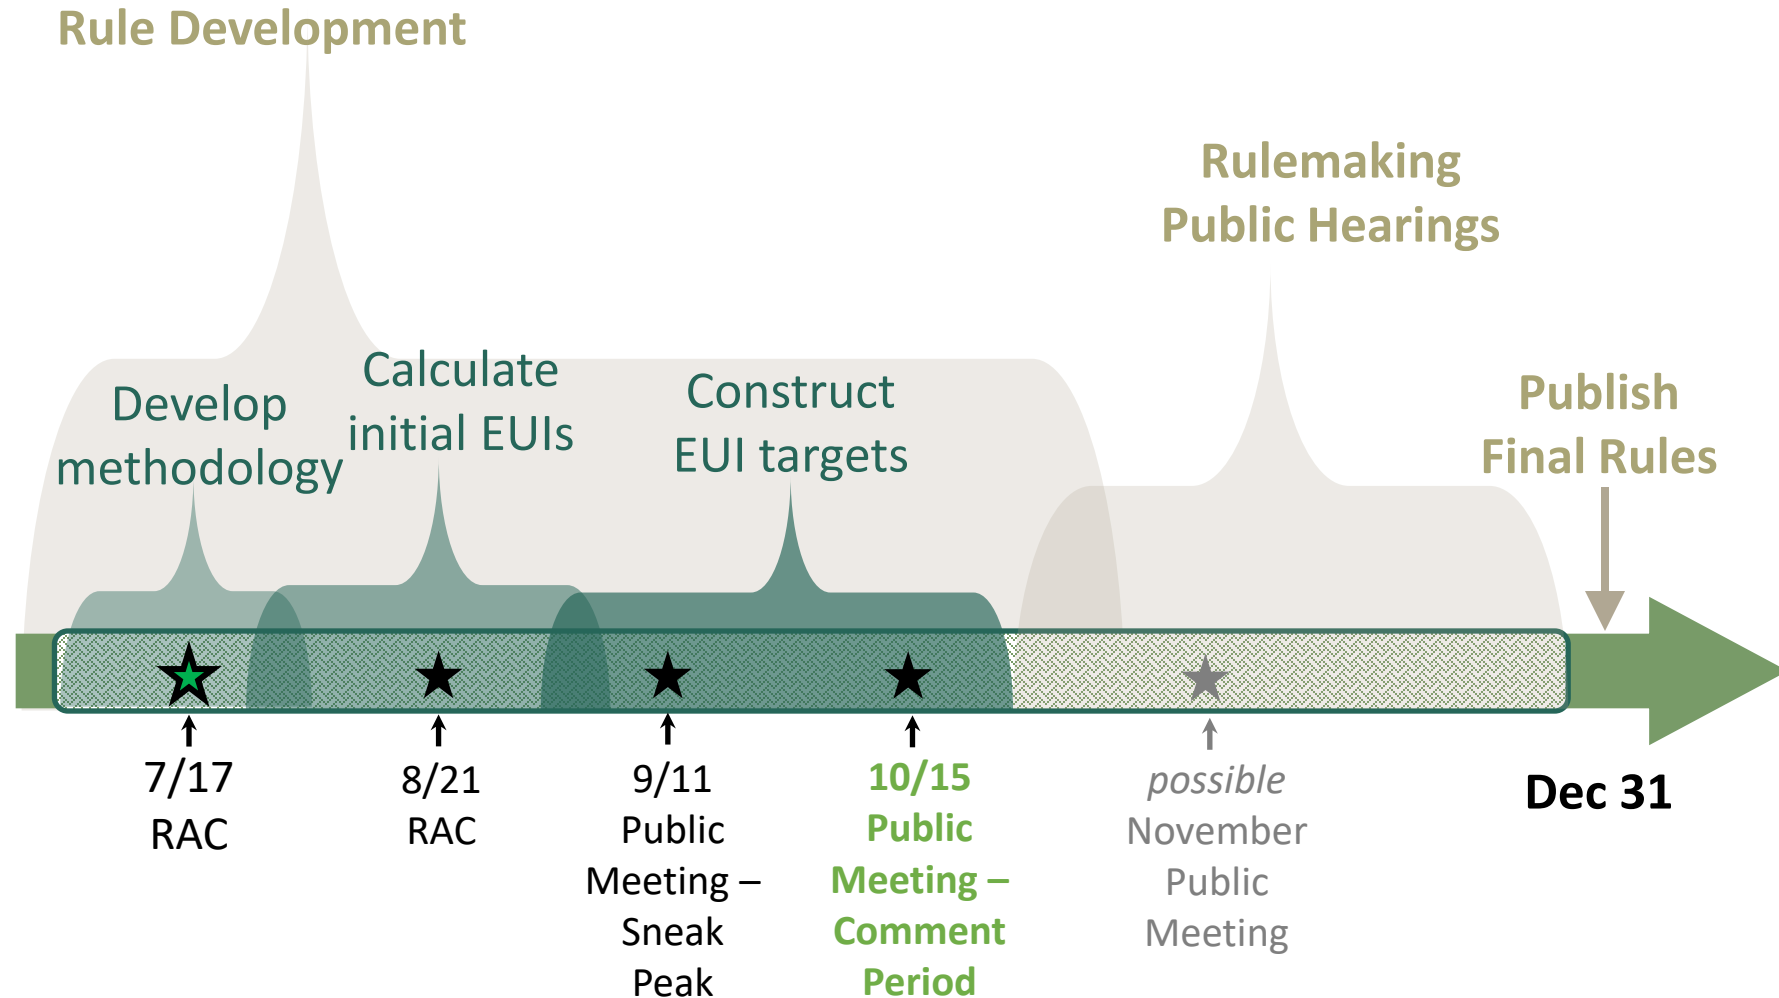 Rule Development
Rulemaking
Public Hearings
Calculate
initial EUIs
Develop
methodology
Construct
EUI targets
Publish
Final Rules
7/17
RAC
8/21
RAC
9/11
Public
Meeting –
Sneak
Peak
10/15
Public
Meeting –
Comment
Period
possible
November
Public
Meeting
Dec 31